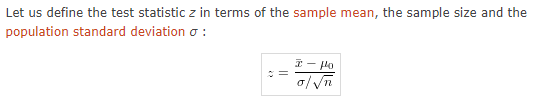 Let us define the test statistic z in terms of the sample mean, the sample size and the
population standard deviation σ :
z = (x̄ − μ₀) / (σ/√n)